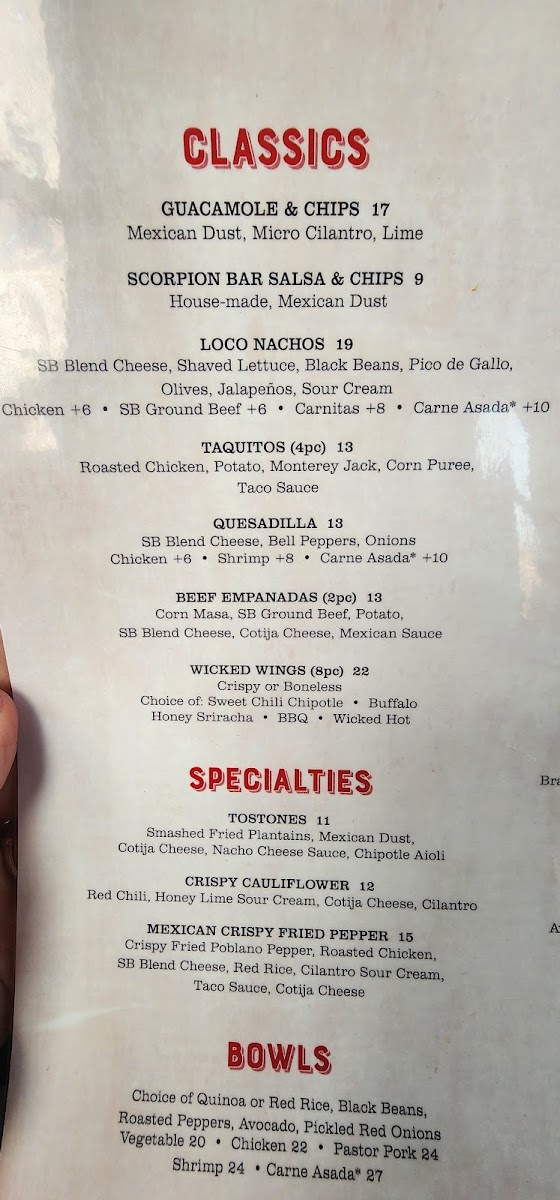 CLASSICS
GUACAMOLE & CHIPS 17
Mexican Dust, Micro Cilantro, Lime
SCORPION BAR SALSA & CHIPS 9
House-made, Mexican Dust
LOCO NACHOS 19
SB Blend Cheese, Shaved Lettuce, Black Beans, Pico de Gallo,
Olives, Jalapeños, Sour Cream
Chicken +6 • SB Ground Beef +6 • Carnitas +8 • Carne Asada* +10
TAQUITOS (4pc) 13
Roasted Chicken, Potato, Monterey Jack, Corn Puree,
Taco Sauce
QUESADILLA 13
SB Blend Cheese, Bell Peppers, Onions
Chicken +6 • Shrimp +8 • Carne Asada* +10
BEEF EMPANADAS (2pc) 13
Corn Masa, SB Ground Beef, Potato,
SB Blend Cheese, Cotija Cheese, Mexican Sauce
WICKED WINGS (8pc) 22
Crispy or Boneless
Choice of: Sweet Chili Chipotle • Buffalo
Honey Sriracha • BBQ • Wicked Hot
SPECIALTIES
TOSTONES 11
Smashed Fried Plantains, Mexican Dust,
Cotija Cheese, Nacho Cheese Sauce, Chipotle Aioli
CRISPY CAULIFLOWER 12
Red Chili, Honey Lime Sour Cream, Cotija Cheese, Cilantro
MEXICAN CRISPY FRIED PEPPER 15
Crispy Fried Poblano Pepper, Roasted Chicken,
SB Blend Cheese, Red Rice, Cilantro Sour Cream,
Taco Sauce, Cotija Cheese
BOWLS
Choice of Quinoa or Red Rice, Black Beans,
Roasted Peppers, Avocado, Pickled Red Onions
Vegetable 20 • Chicken 22 • Pastor Pork 24
Shrimp 24 • Carne Asada* 27